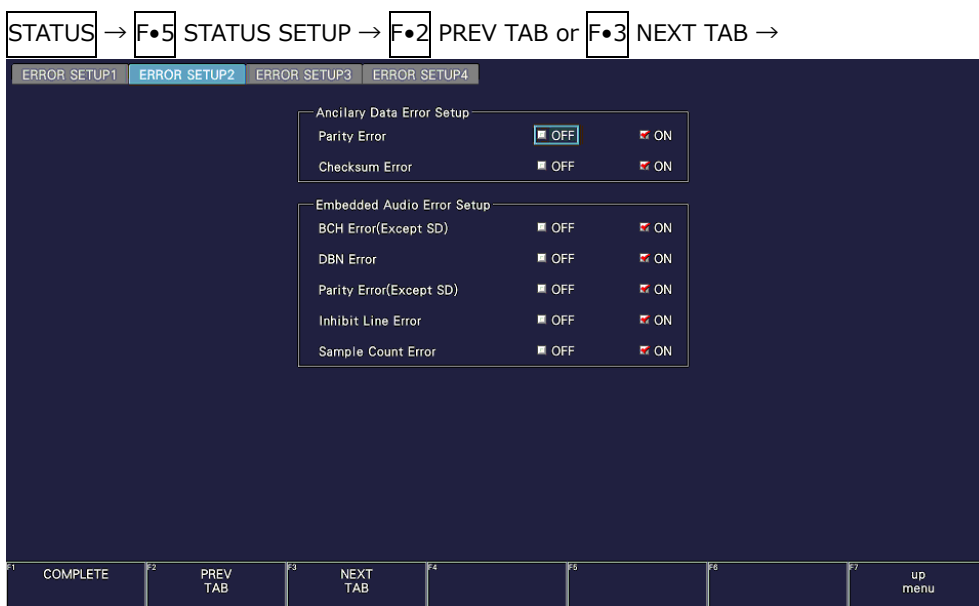 STATUS → F•5 STATUS SETUP → F•2 PREV TAB or F•3 NEXT TAB →
ERROR SETUP1 ERROR SETUP2 ERROR SETUP3 ERROR SETUP4
Ancilary Data Error Setup
Parity Error OFF ON
Checksum Error OFF ON
Embedded Audio Error Setup
BCH Error(Except SD) OFF ON
DBN Error OFF ON
Parity Error(Except SD) OFF ON
Inhibit Line Error OFF ON
Sample Count Error OFF ON
F1 COMPLETE F2 PREV F3 NEXT F4 F5 F6 F7 up
TAB TAB menu